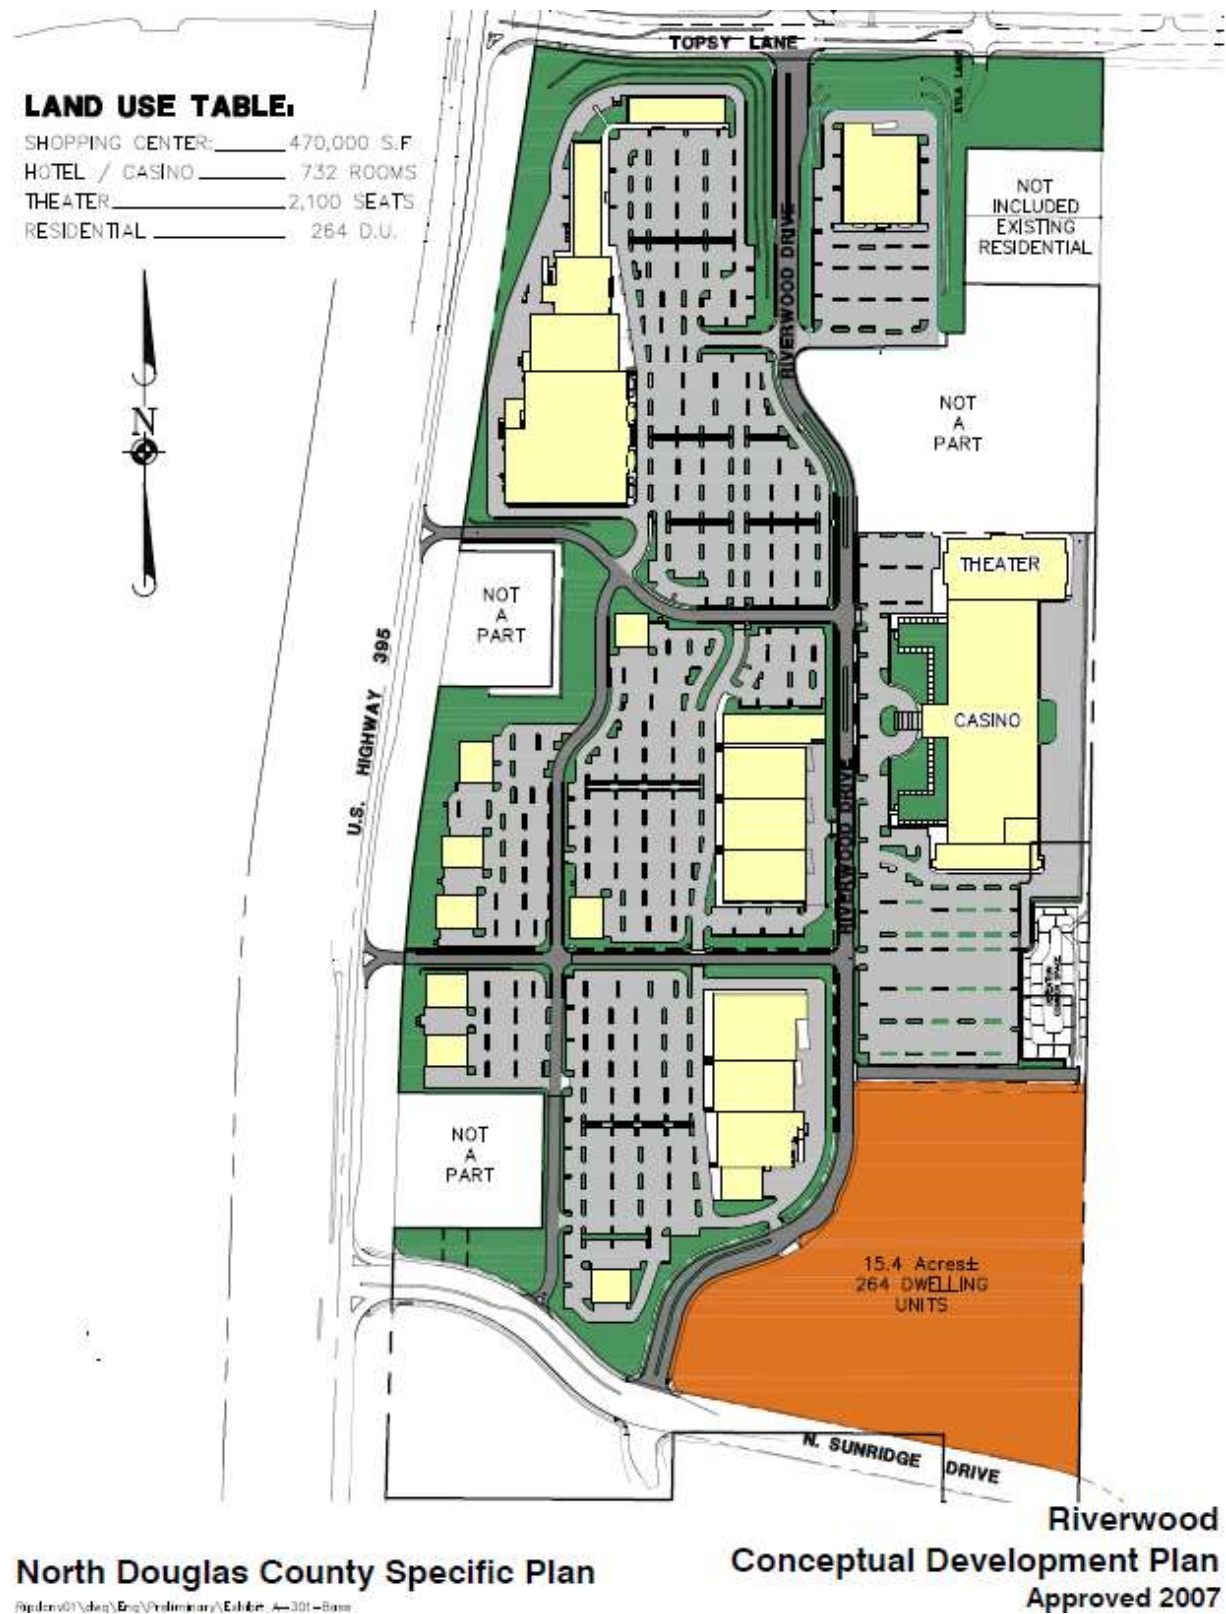 TOPSY LANE
LAND USE TABLE:
SHOPPING CENTER: 470,000 S.F
HOTEL / CASINO 732 ROOMS
THEATER 2,100 SEATS
RESIDENTIAL 264 D.U.
N
RIVERWOOD DRIVE
NOT
INCLUDED
EXISTING
RESIDENTIAL
NOT
A
PART
THEATER
NOT
A
PART
U.S. HIGHWAY 395
CASINO
RIVERWOOD DRIVE
NOT
A
PART
15.4 Acres±
264 DWELLING
UNITS
N. SUNRIDGE DRIVE
Riverwood
North Douglas County Specific Plan
Conceptual Development Plan
Approved 2007